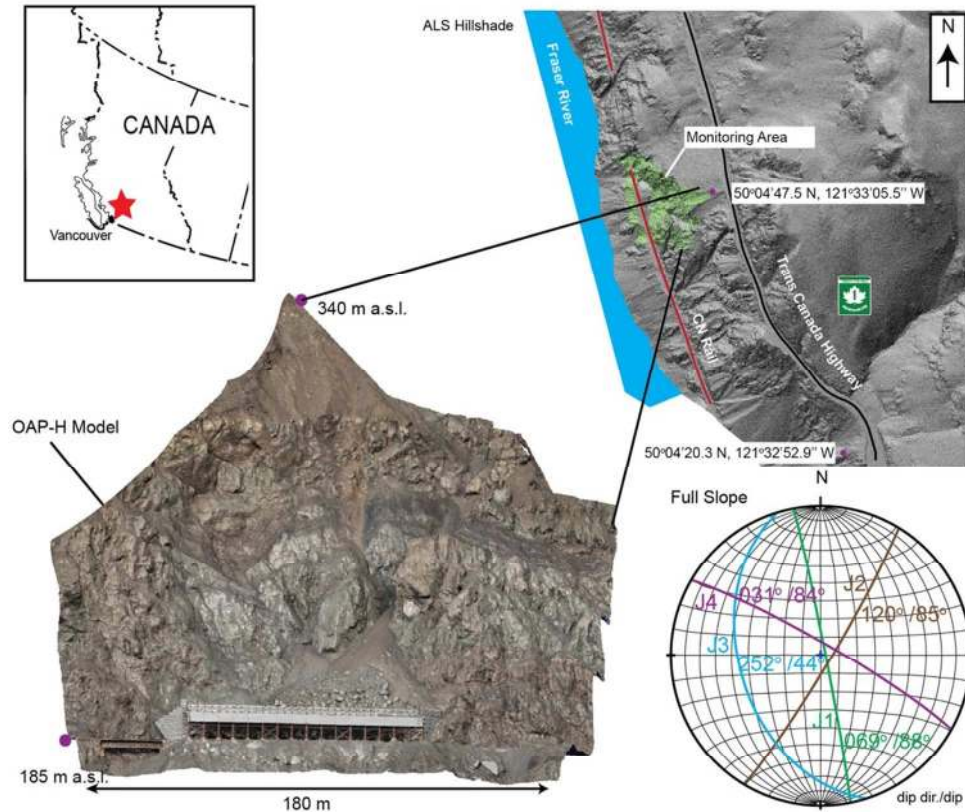 CANADA
Vancouver
ALS Hillshade
N
Fraser River
Monitoring Area
50°04'47.5 N, 121°33'05.5" W
CN Rail
Trans Canada Highway
1
50°04'20.3 N, 121°32'52.9" W
340 m a.s.l.
OAP-H Model
185 m a.s.l.
180 m
Full Slope
N
J2
120° /85°
J4
031° /84°
J3
252° /44°
J1
069° /88°
dip dir./dip